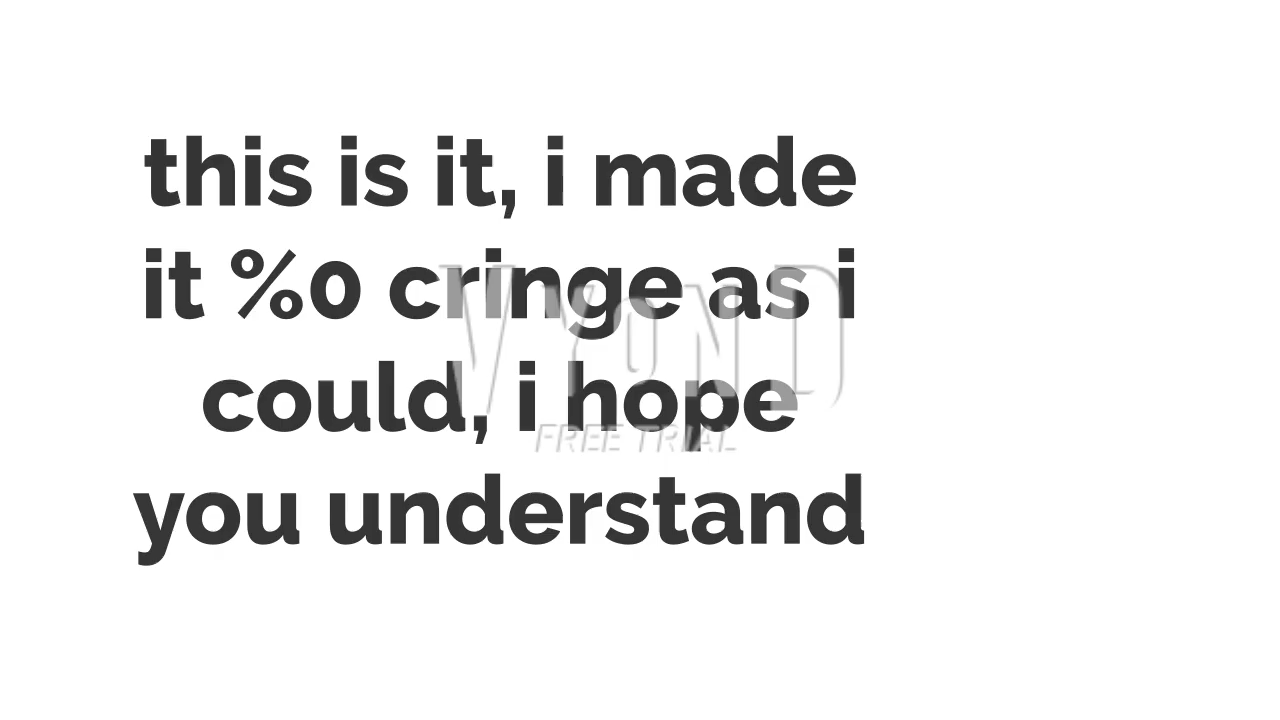 this is it, i made
it %0 cringe as i
could, i hope
you understand
VYOND
FREE TRIAL